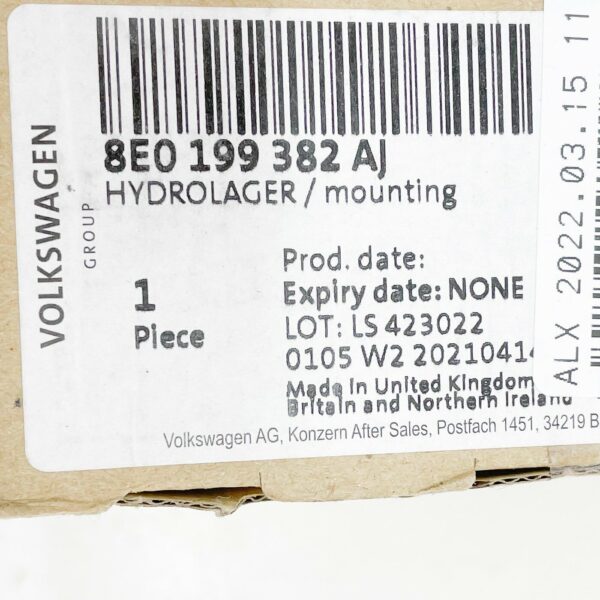 VOLKSWAGEN
GROUP
8E0 199 382 AJ
HYDROLAGER / mounting
1
Piece
Prod. date:
Expiry date: NONE
LOT: LS 423022
0105 W2 2021041
Made in United Kingdom
Britain and Northern Ireland
Volkswagen AG, Konzern After Sales, Postfach 1451, 34219 B
ALX 2022.03.15 11